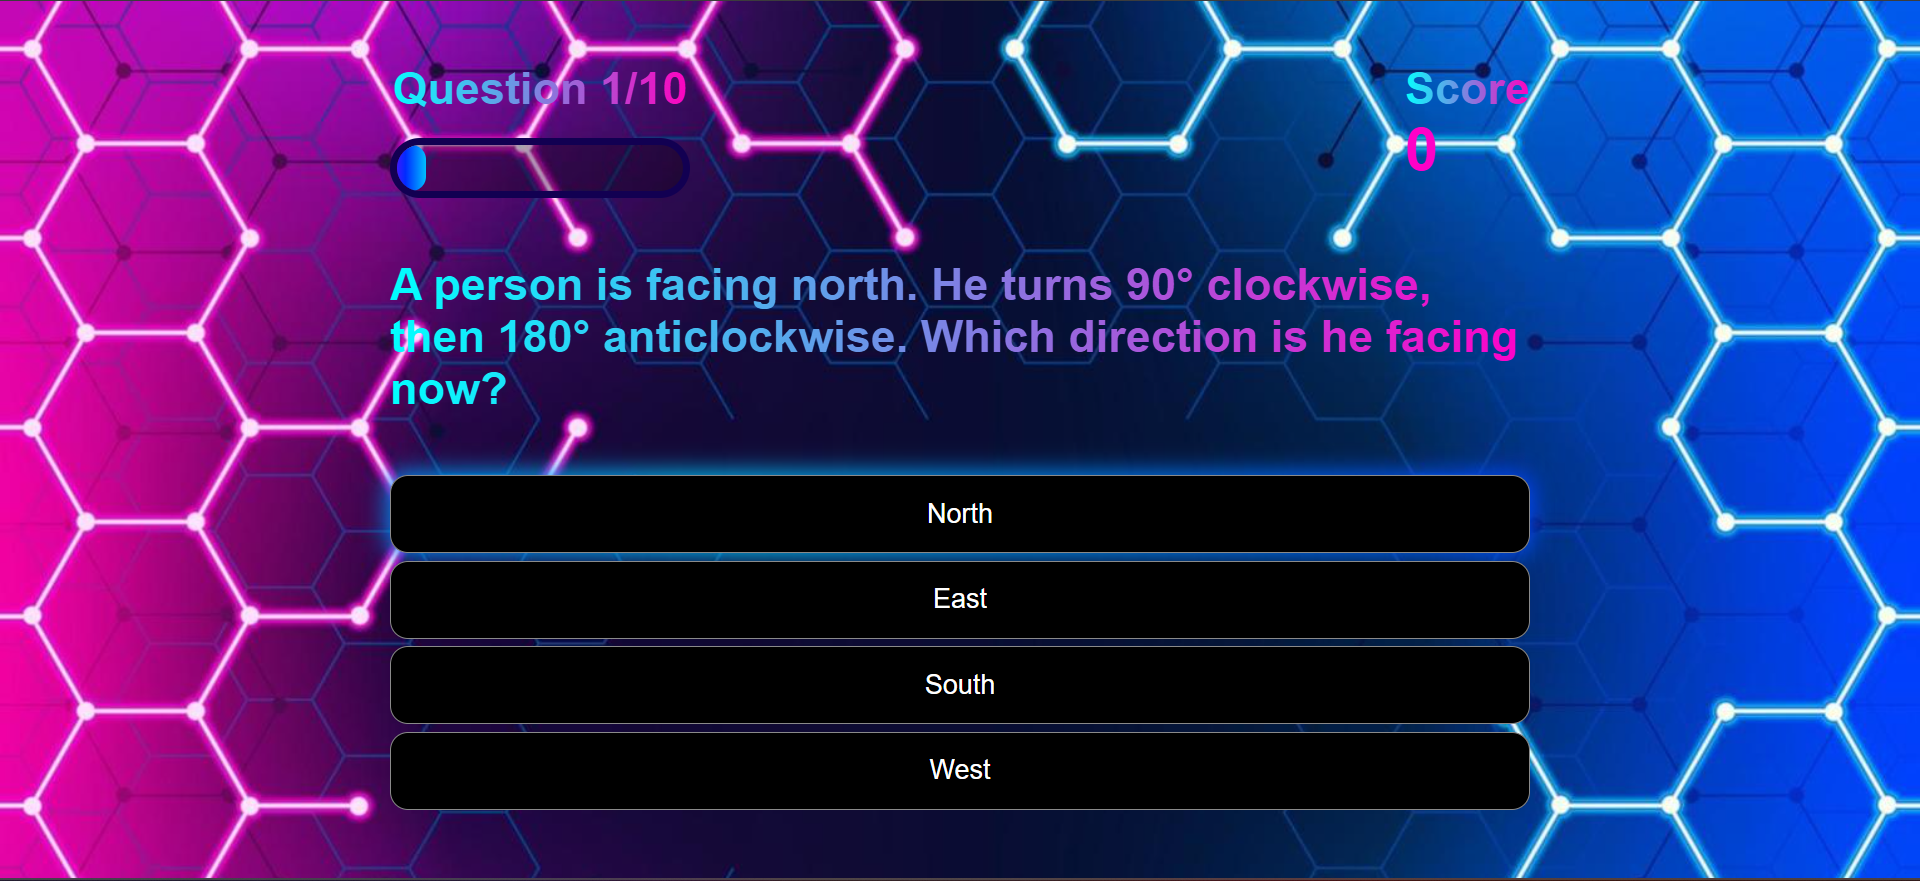 Question 1/10
Score
0
A person is facing north. He turns 90° clockwise,
then 180° anticlockwise. Which direction is he facing
now?
North
East
South
West